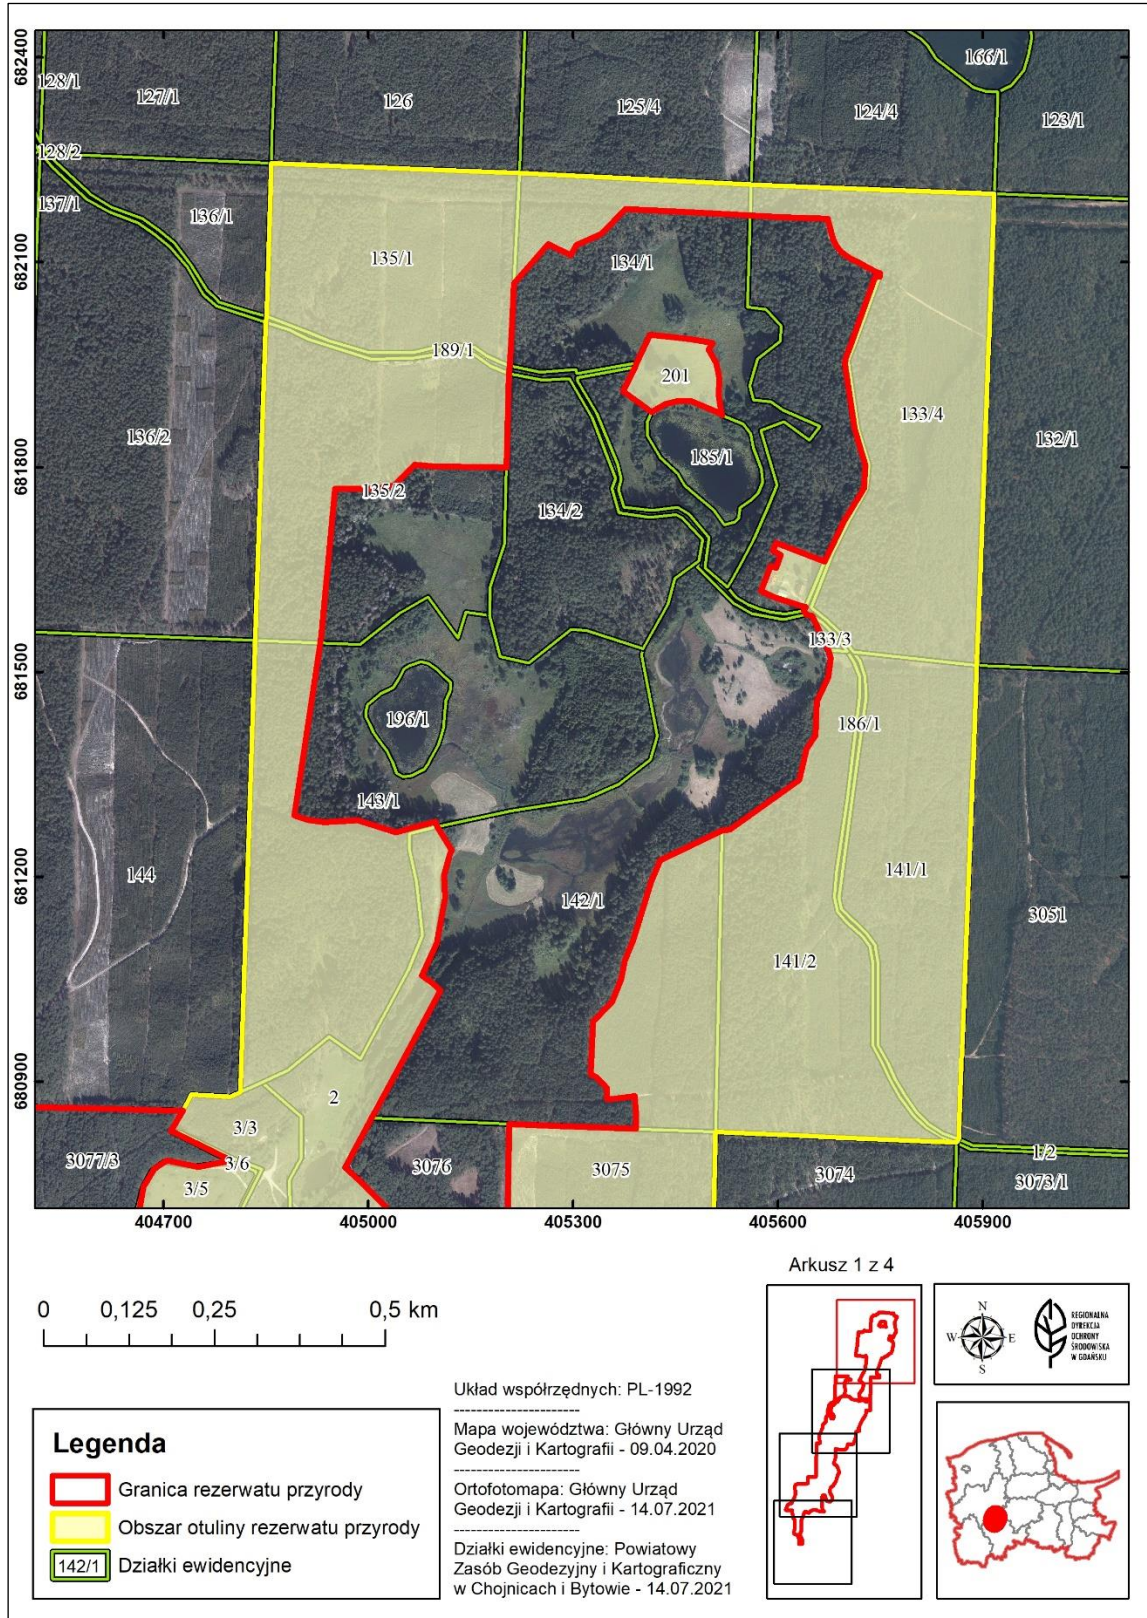 682400
682100
681800
681500
681200
680900
128/1
127/1
126
125/4
124/4
166/1
123/1
128/2
137/1
136/1
135/1
134/1
189/1
201
133/4
136/2
185/1
132/1
135/2
134/2
133/3
196/1
186/1
143/1
144
142/1
141/1
3051
141/2
2
3/3
3077/3
3/6
3/5
3076
3075
3074
1/2
3073/1
404700
405000
405300
405600
405900
0 0,125 0,25 0,5 km
Arkusz 1 z 4
N
W E
S
REGIONALNA
DYREKCJA
OCHRONY
ŚRODOWISKA
W GDAŃSKU
Układ współrzędnych: PL-1992
----------------------
Mapa województwa: Główny Urząd
Geodezji i Kartografii - 09.04.2020
----------------------
Ortofotomapa: Główny Urząd
Geodezji i Kartografii - 14.07.2021
----------------------
Działki ewidencyjne: Powiatowy
Zasób Geodezyjny i Kartograficzny
w Chojnicach i Bytowie - 14.07.2021
Legenda
Granica rezerwatu przyrody
Obszar otuliny rezerwatu przyrody
142/1 Działki ewidencyjne